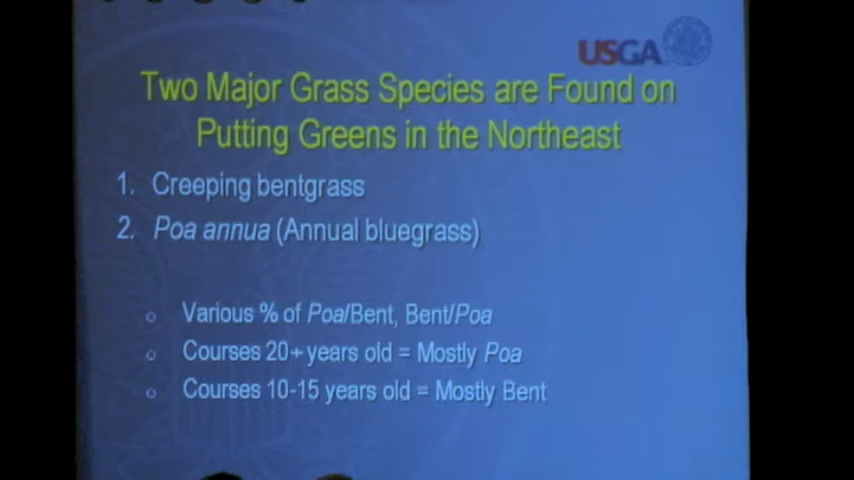 USGA
Two Major Grass Species are Found on
Putting Greens in the Northeast
1. Creeping bentgrass
2. Poa annua (Annual bluegrass)
o Various % of Poa/Bent, Bent/Poa
o Courses 20+ years old = Mostly Poa
o Courses 10-15 years old = Mostly Bent